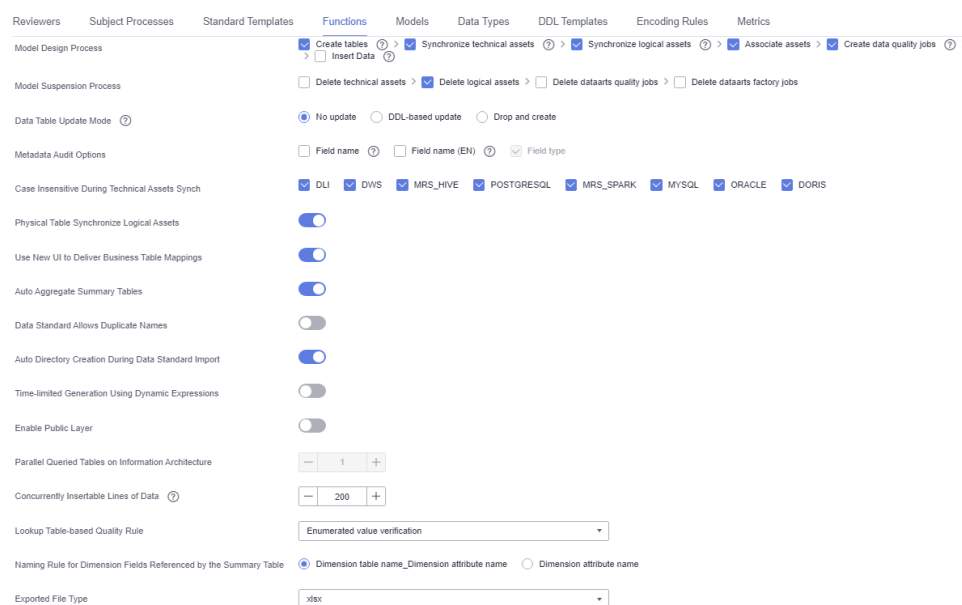 Reviewers Subject Processes Standard Templates Functions Models Data Types DDL Templates Encoding Rules Metrics
Model Design Process Create tables ? > Synchronize technical assets ? > Synchronize logical assets ? > Associate assets > Create data quality jobs ?
> Insert Data ?
Model Suspension Process Delete technical assets > Delete logical assets > Delete dataarts quality jobs > Delete dataarts factory jobs
Data Table Update Mode ? No update DDL-based update Drop and create
Metadata Audit Options Field name ? Field name (EN) ? Field type
Case Insensitive During Technical Assets Synch DLI DWS MRS_HIVE POSTGRESQL MRS_SPARK MYSQL ORACLE DORIS
Physical Table Synchronize Logical Assets
Use New UI to Deliver Business Table Mappings
Auto Aggregate Summary Tables
Data Standard Allows Duplicate Names
Auto Directory Creation During Data Standard Import
Time-limited Generation Using Dynamic Expressions
Enable Public Layer
Parallel Queried Tables on Information Architecture — 1 +
Concurrently Insertable Lines of Data ? — 200 +
Lookup Table-based Quality Rule Enumerated value verification
Naming Rule for Dimension Fields Referenced by the Summary Table Dimension table name_Dimension attribute name Dimension attribute name
Exported File Type xlsx